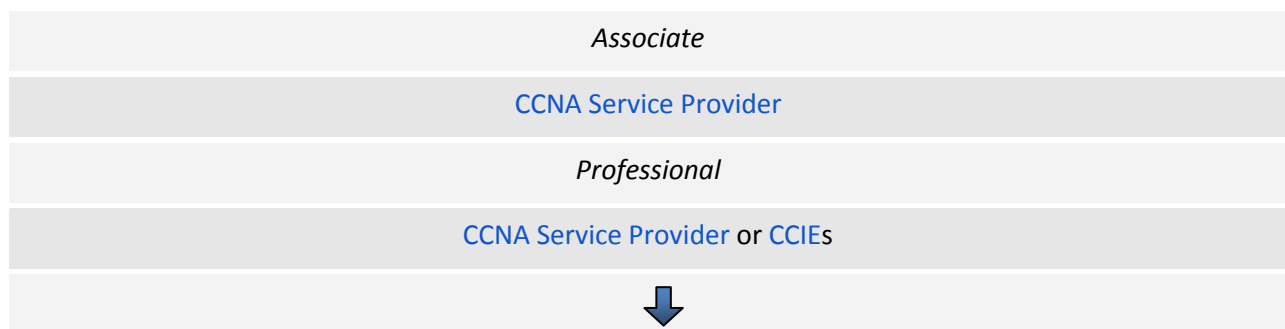 Associate
CCNA Service Provider
Professional
CCNA Service Provider or CCIEs